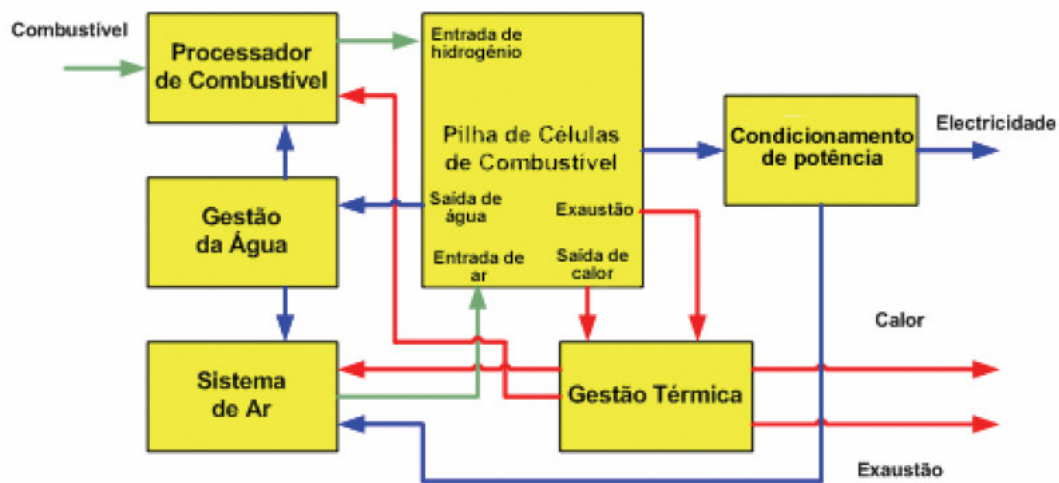 Combustível
Processador
de Combustível
Entrada de
hidrogénio
Pilha de Células
de Combustível
Condicionamento
de potência
Electricidade
Gestão
da Água
Saída de
água
Exaustão
Entrada de
ar
Saída de
calor
Calor
Sistema
de Ar
Gestão Térmica
Exaustão